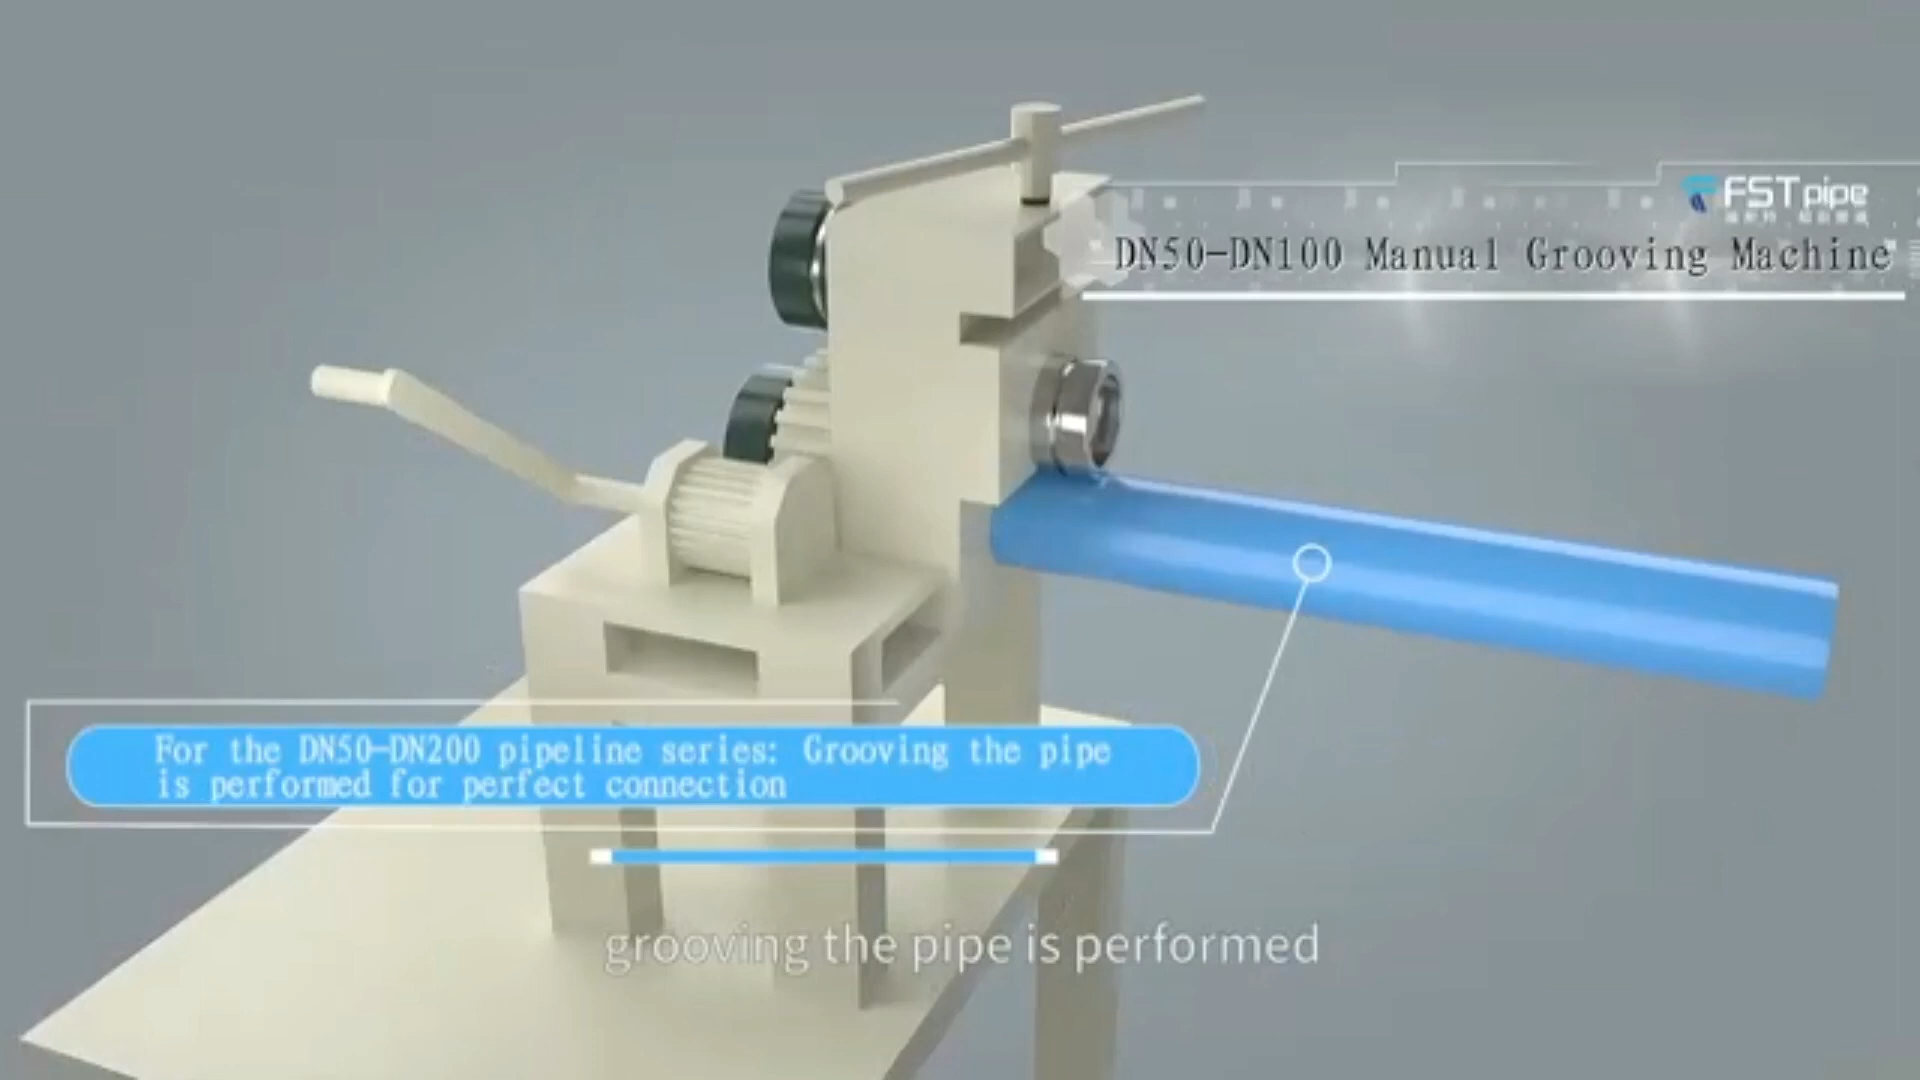 FSTpipe
DN50-DN100 Manual Grooving Machine
For the DN50-DN200 pipeline series: Grooving the pipe
is performed for perfect connection
grooving the pipe is performed